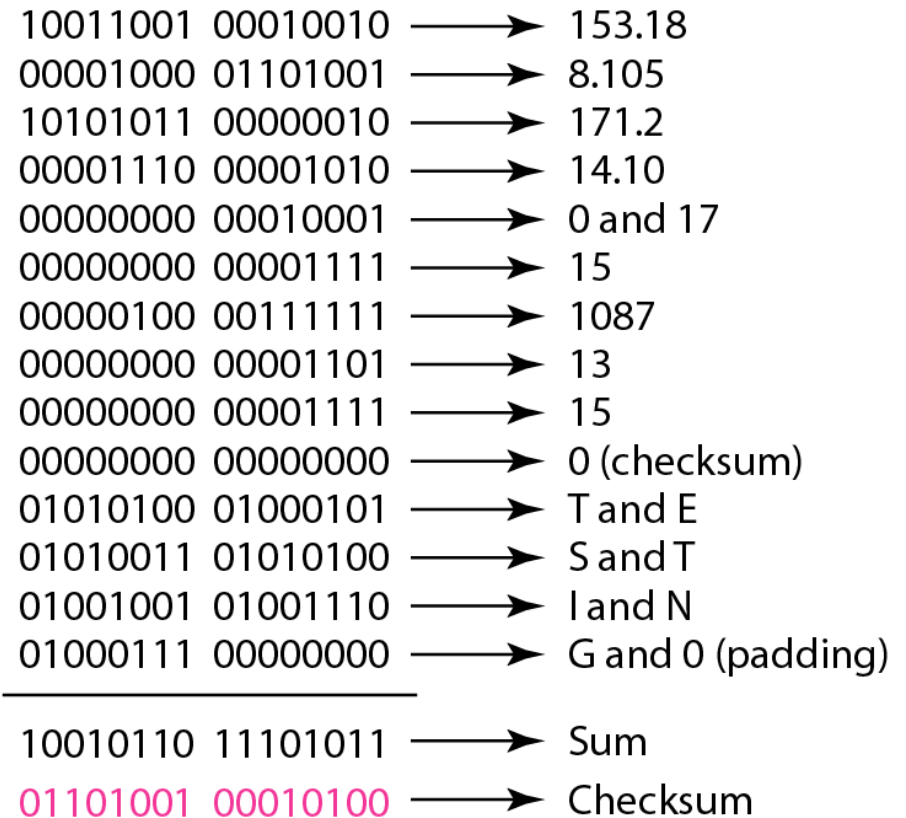 10011001 00010010 → 153.18
00001000 01101001 → 8.105
10101011 00000010 → 171.2
00001110 00001010 → 14.10
00000000 00010001 → 0 and 17
00000000 00001111 → 15
00000100 00111111 → 1087
00000000 00001101 → 13
00000000 00001111 → 15
00000000 00000000 → 0 (checksum)
01010100 01000101 → T and E
01010011 01010100 → S and T
01001001 01001110 → I and N
01000111 00000000 → G and 0 (padding)
10010110 11101011 → Sum
01101001 00010100 → Checksum